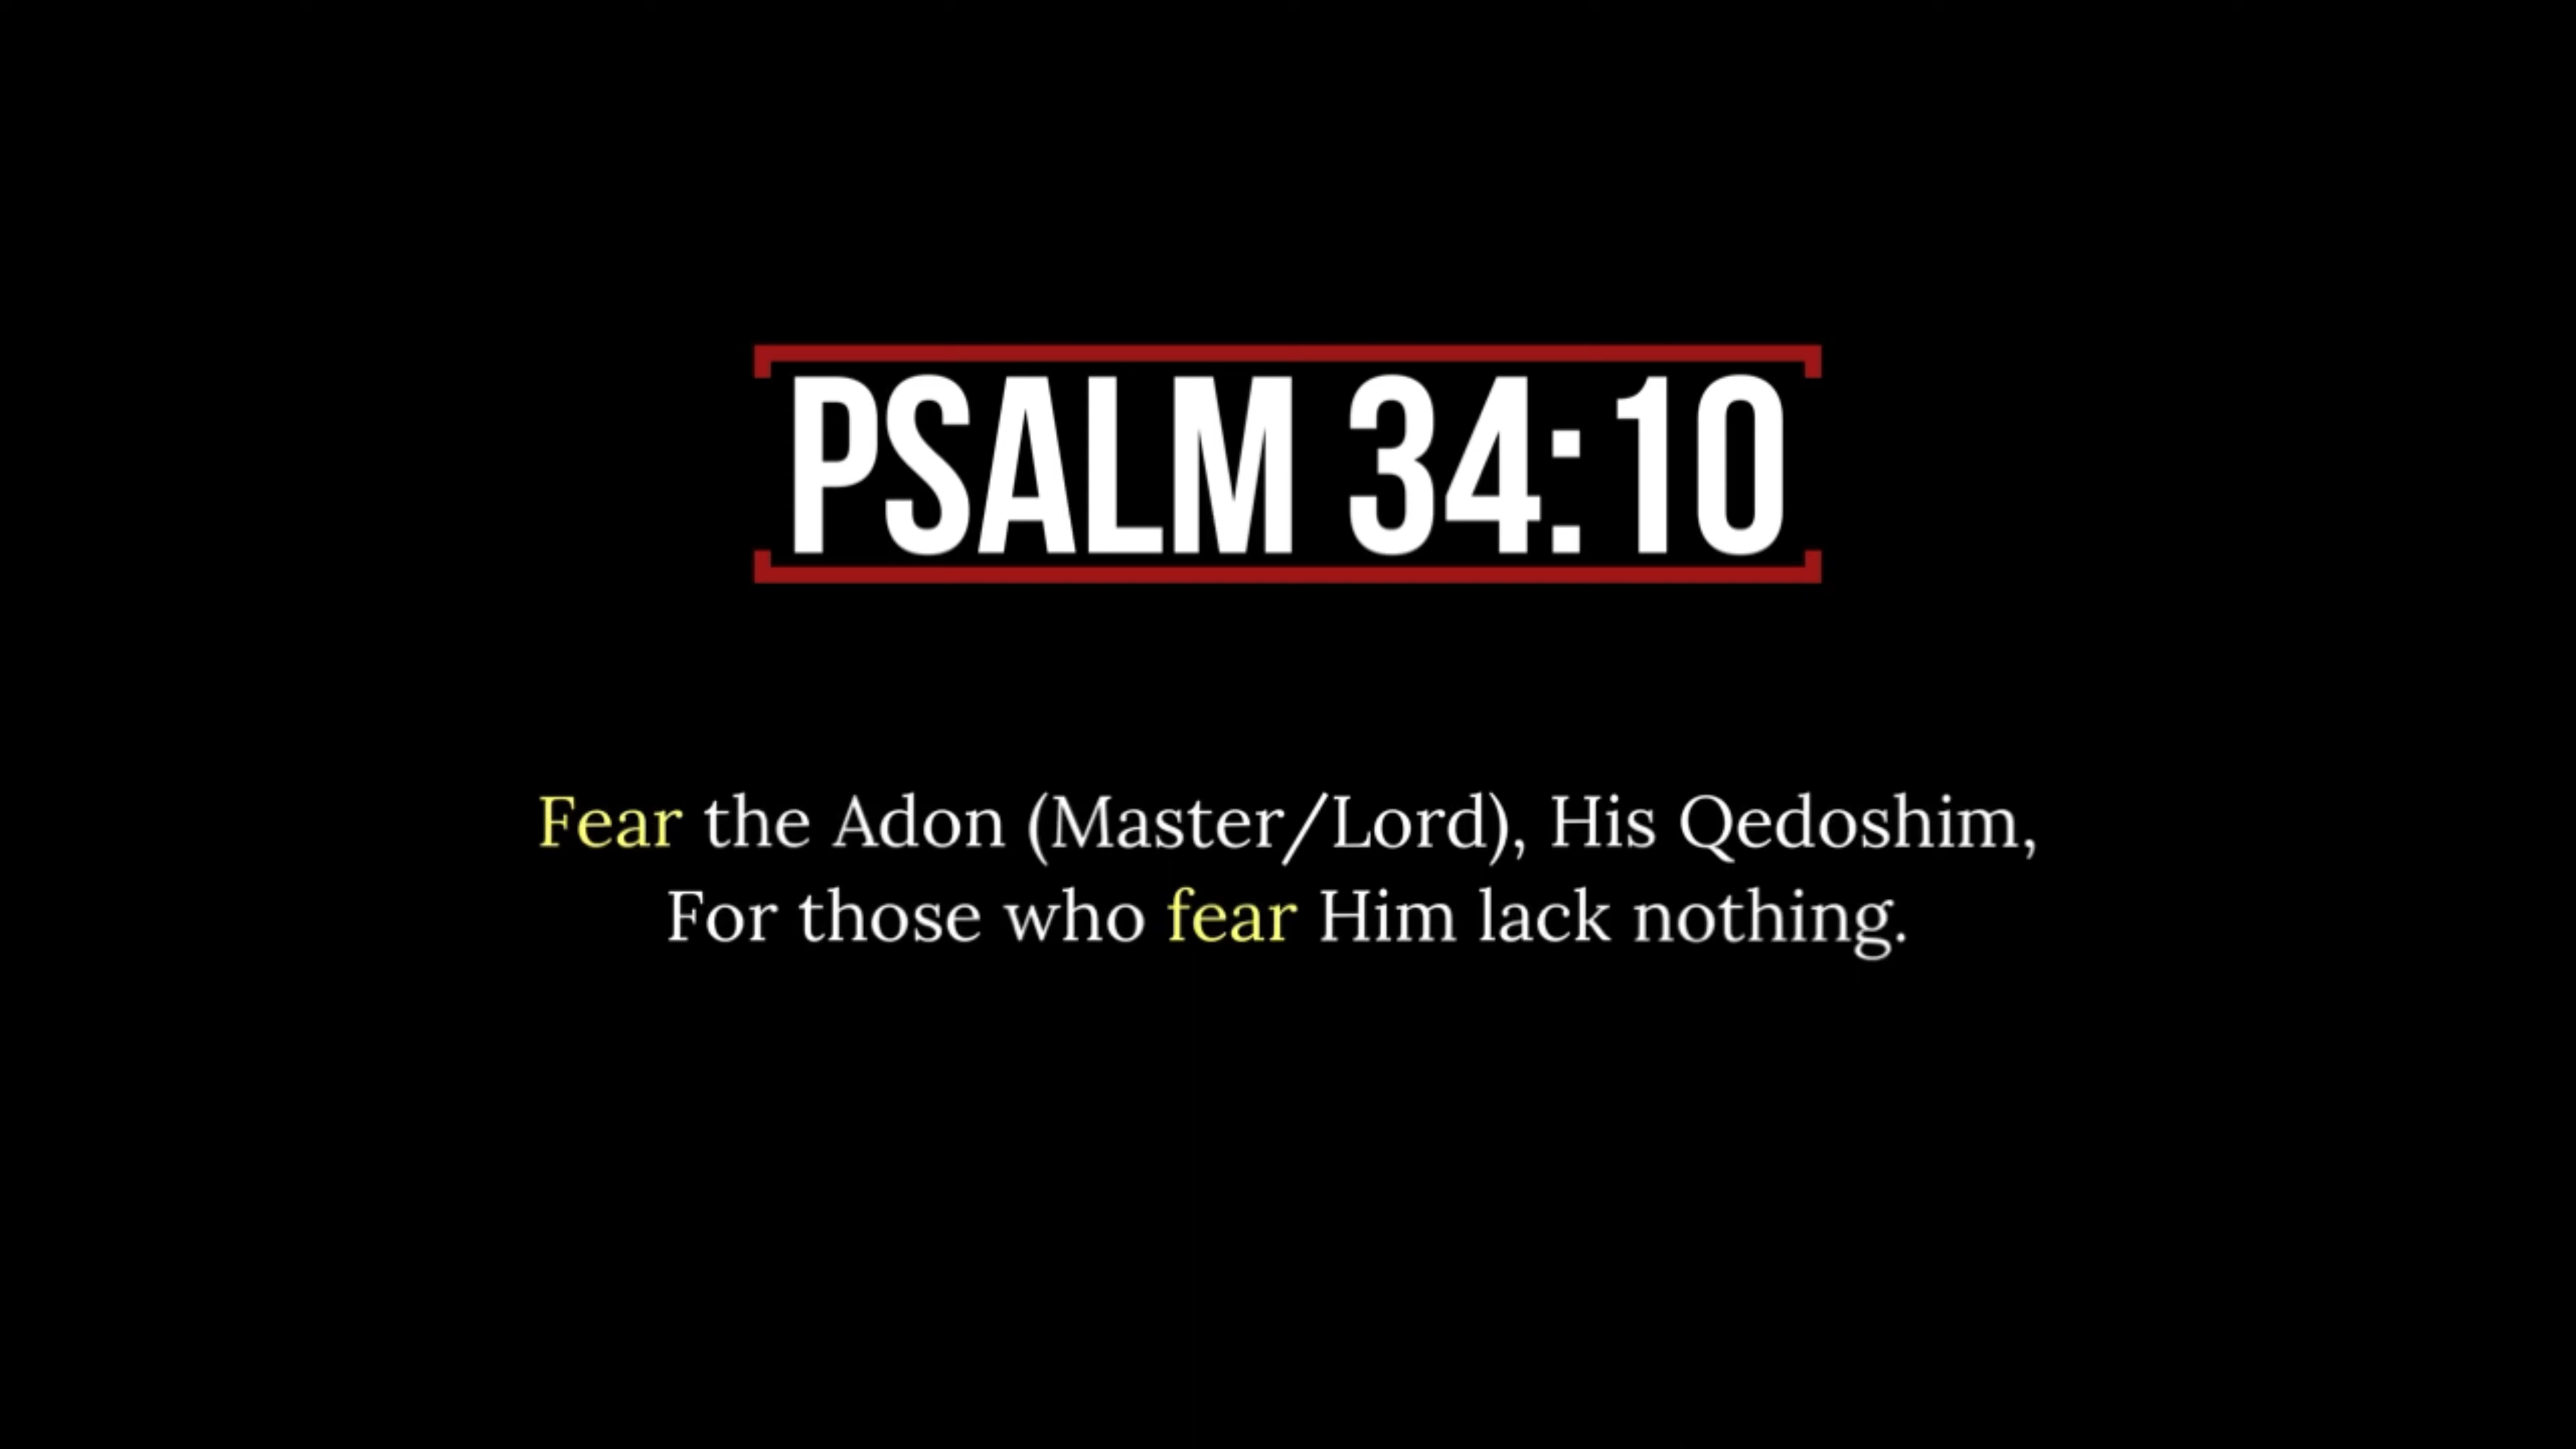 PSALM 34:10
Fear the Adon (Master/Lord), His Qedoshim,
For those who fear Him lack nothing.